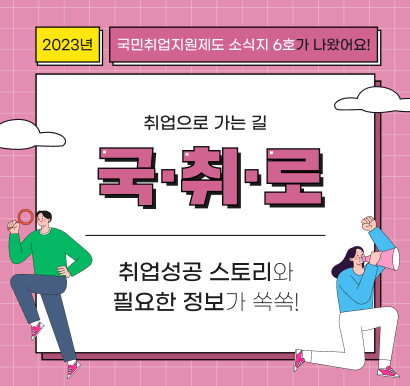 2023년
국민취업지원제도 소식지 6호가 나왔어요!
취업으로 가는 길
국·취·로
취업성공 스토리와
필요한 정보가 쏙쏙!